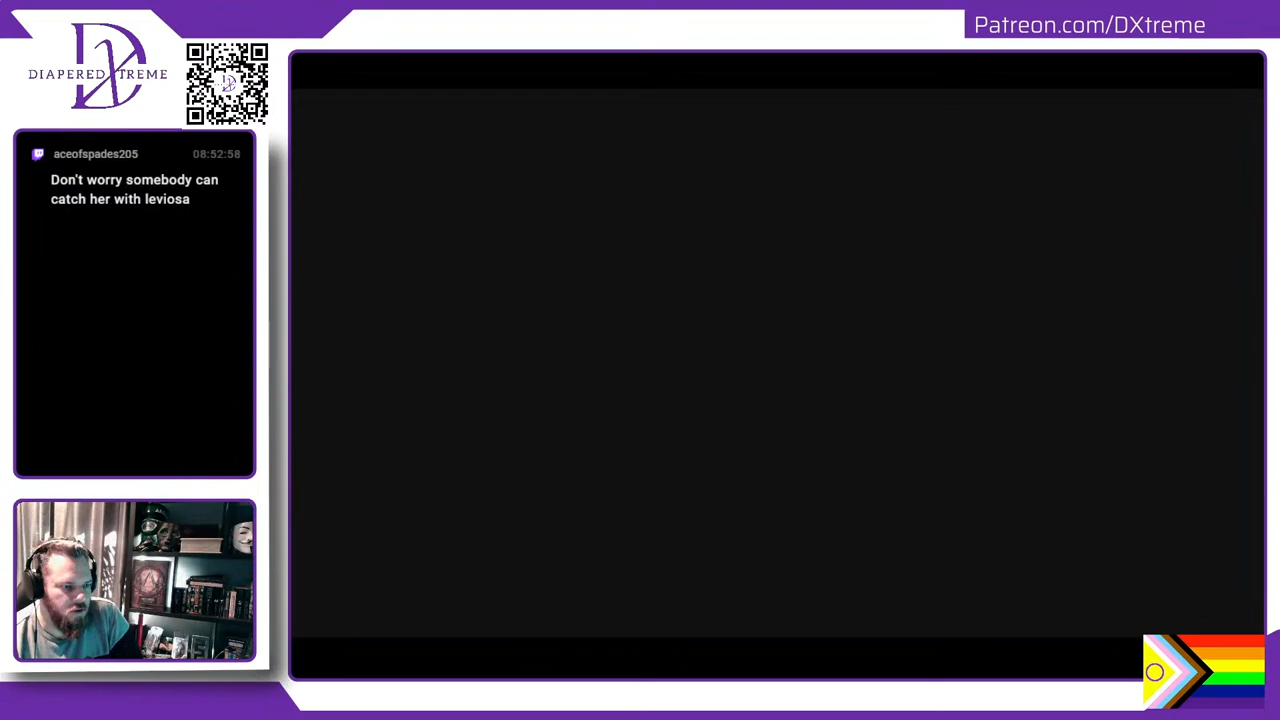 Patreon.com/DXtreme
D
DIAPERED XTREME
aceofspades205 08:52:58
Don't worry somebody can
catch her with leviosa